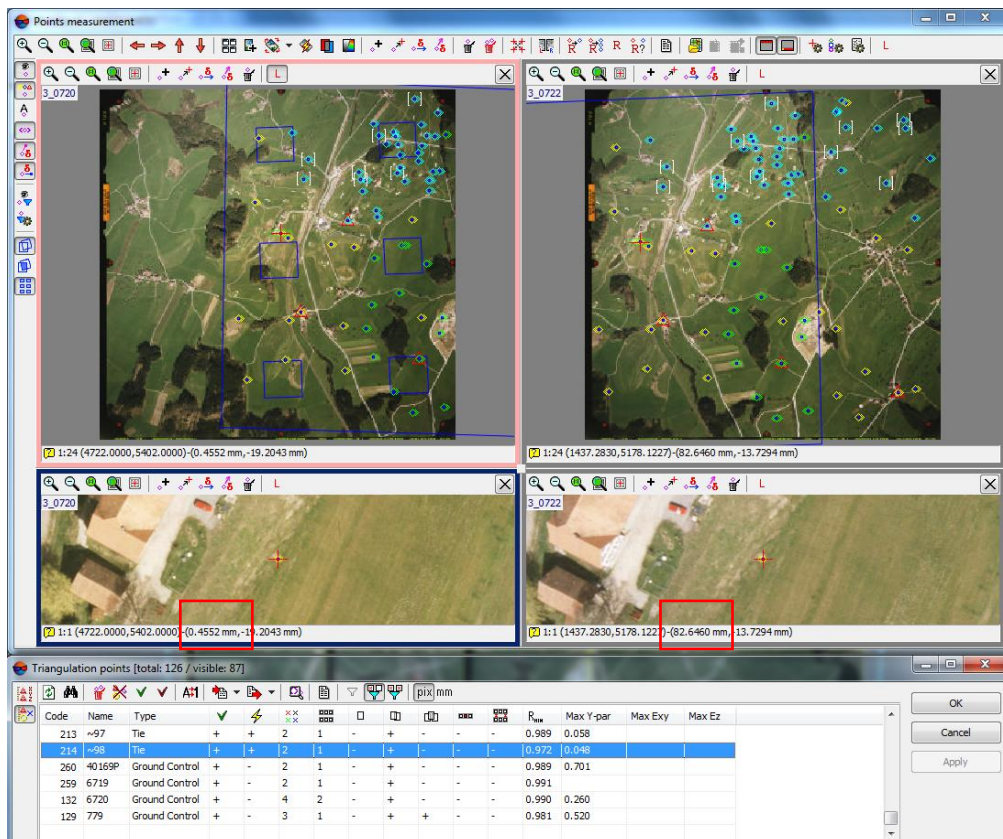 Points measurement
L
3_0720
3_0722
1:24 (4722.0000,5402.0000)-(0.4552 mm,-19.2043 mm)
1:24 (1437.2830,5178.1227)-(82.6460 mm,-13.7294 mm)
L
L
3_0720
3_0722
1:1 (4722.0000,5402.0000)-(0.4552 mm,-19.2043 mm)
1:1 (1437.2830,5178.1227)-(82.6460 mm,-13.7294 mm)
Triangulation points [total: 126 / visible: 87]
pix mm
OK
Code Name Type Rмин Max Y-par Max Exy Max Ez
213 ~97 Tie + + 2 1 - + - - - 0.989 0.058
Cancel
214 ~98 Tie + + 2 1 - + - - - 0.972 0.048
260 40169P Ground Control + - 2 1 - + - - - 0.989 0.701
Apply
259 6719 Ground Control + - 2 1 - + - - - 0.991
132 6720 Ground Control + - 4 2 - + - - - 0.990 0.260
129 779 Ground Control + - 3 1 - + + - - 0.981 0.520